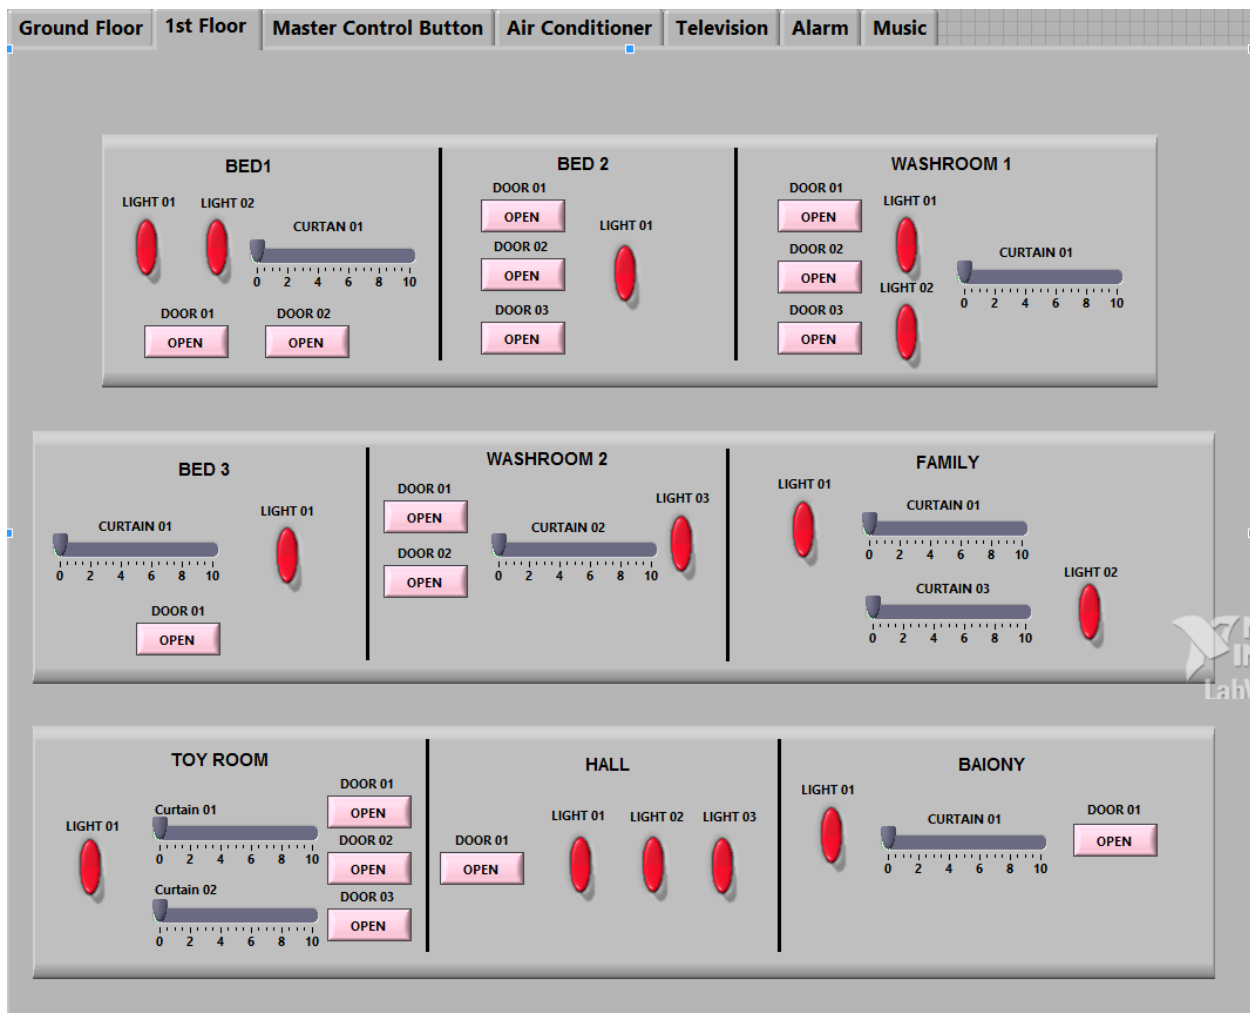 Ground Floor 1st Floor Master Control Button Air Conditioner Television Alarm Music
BED1
LIGHT 01 LIGHT 02
CURTAN 01
0 2 4 6 8 10
DOOR 01 DOOR 02
OPEN OPEN
BED 2
DOOR 01
OPEN
DOOR 02
OPEN
DOOR 03
OPEN
LIGHT 01
WASHROOM 1
DOOR 01
OPEN
DOOR 02
OPEN
DOOR 03
OPEN
LIGHT 01
LIGHT 02
CURTAIN 01
0 2 4 6 8 10
BED 3
CURTAIN 01
0 2 4 6 8 10
LIGHT 01
DOOR 01
OPEN
WASHROOM 2
DOOR 01
OPEN
DOOR 02
OPEN
CURTAIN 02
0 2 4 6 8 10
LIGHT 03
FAMILY
LIGHT 01
CURTAIN 01
0 2 4 6 8 10
CURTAIN 03
0 2 4 6 8 10
LIGHT 02
TOY ROOM
LIGHT 01
Curtain 01
0 2 4 6 8 10
Curtain 02
0 2 4 6 8 10
DOOR 01
OPEN
DOOR 02
OPEN
DOOR 03
OPEN
HALL
DOOR 01
OPEN
LIGHT 01 LIGHT 02 LIGHT 03
BAIONY
LIGHT 01
CURTAIN 01
0 2 4 6 8 10
DOOR 01
OPEN